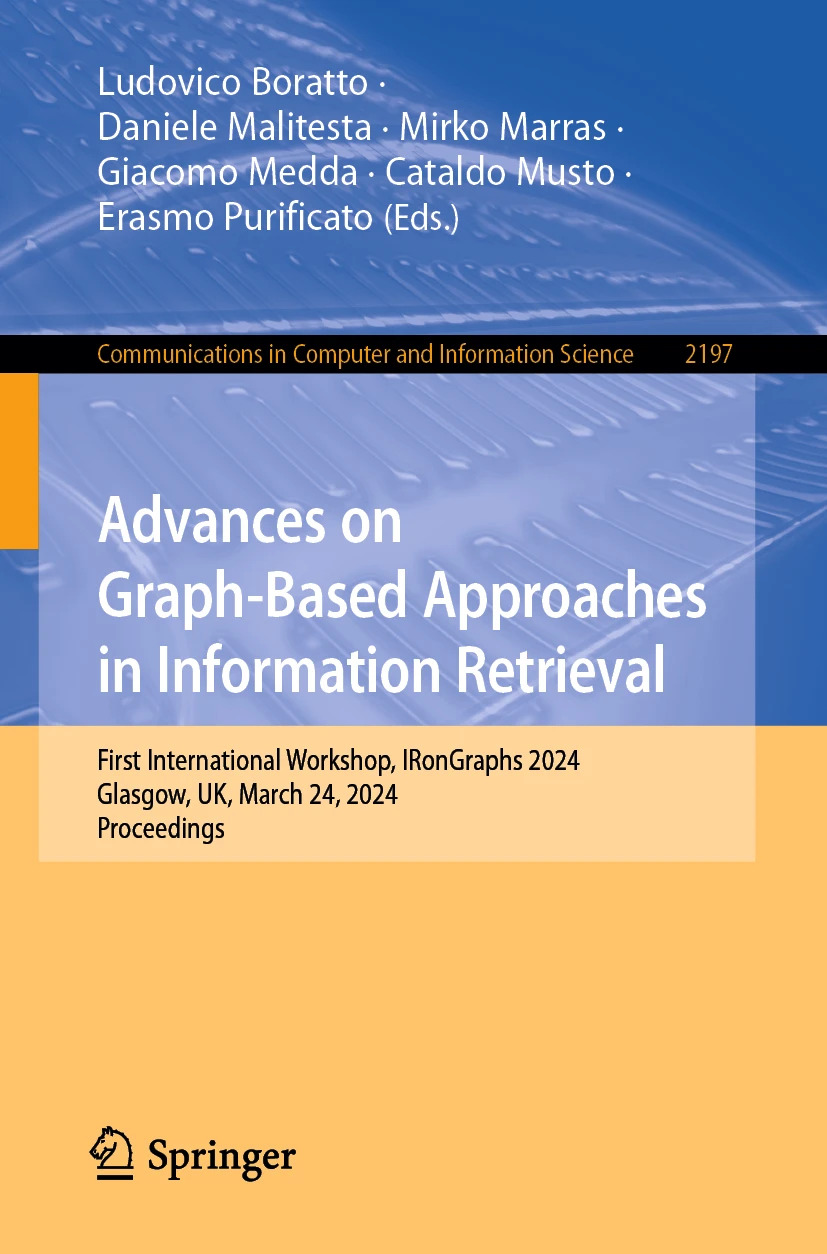 Ludovico Boratto ·
Daniele Malitesta · Mirko Marras ·
Giacomo Medda · Cataldo Musto ·
Erasmo Purificato (Eds.)
Communications in Computer and Information Science 2197
Advances on
Graph-Based Approaches
in Information Retrieval
First International Workshop, IRonGraphs 2024
Glasgow, UK, March 24, 2024
Proceedings
Springer